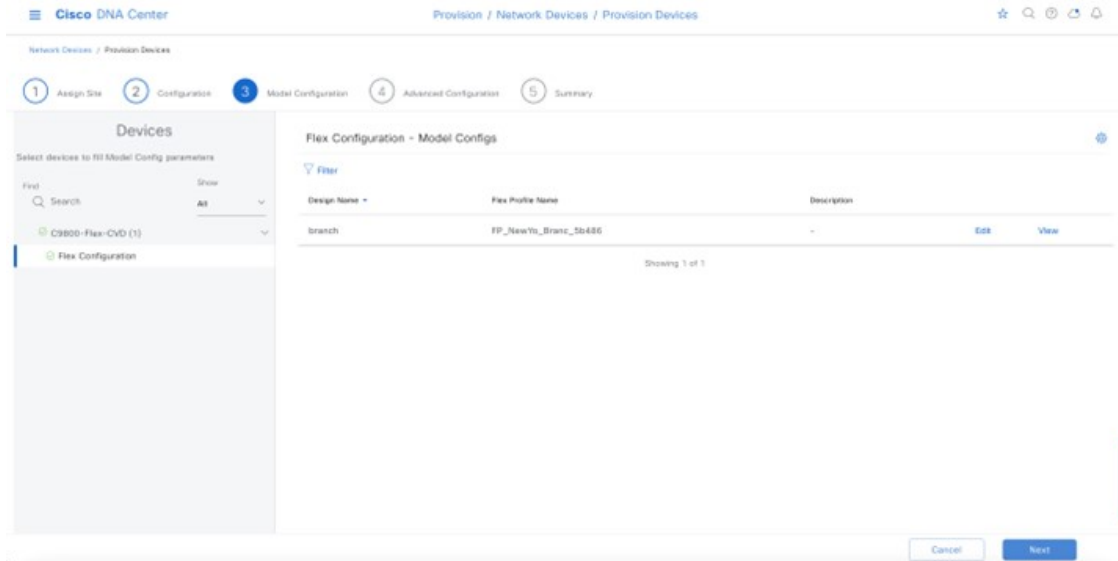 Cisco DNA Center
Provision / Network Devices / Provision Devices
Network Devices / Provision Devices
1 Assign Site 2 Configuration 3 Model Configuration 4 Advanced Configuration 5 Summary
Devices
Select devices to fill Model Config parameters
Find
Show
Search
All
C9800-Flex-CVD (1)
Flex Configuration
Flex Configuration - Model Configs
Filter
Design Name Flex Profile Name Description
branch FP_NewYo_Branc_5b486 - Edit View
Showing 1 of 1
Cancel Next